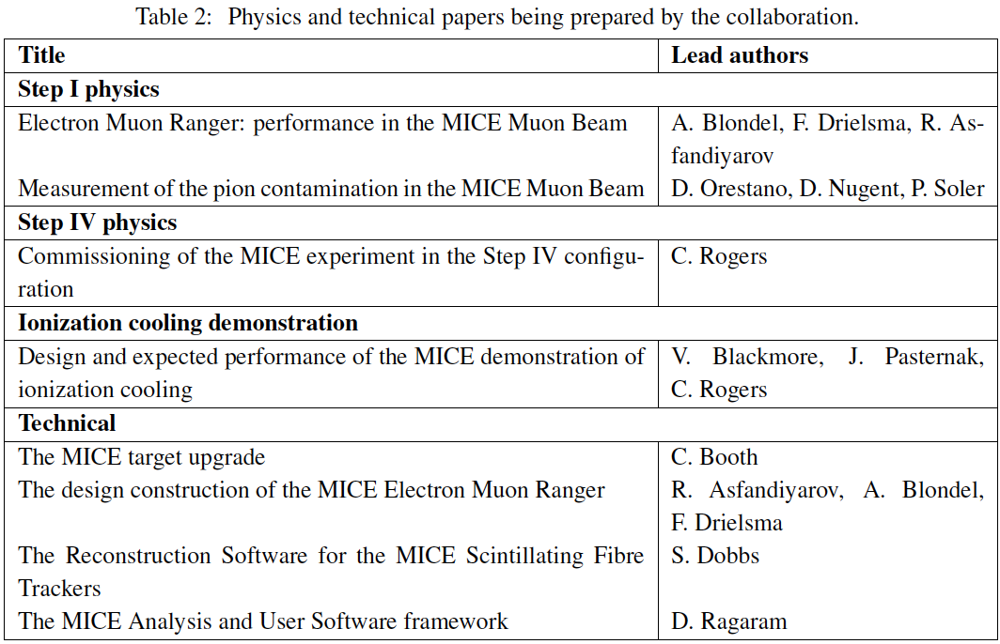 Table 2: Physics and technical papers being prepared by the collaboration.
Title Lead authors
Step I physics
Electron Muon Ranger: performance in the MICE Muon Beam A. Blondel, F. Drielsma, R. As-
fandiyarov
Measurement of the pion contamination in the MICE Muon Beam D. Orestano, D. Nugent, P. Soler
Step IV physics
Commissioning of the MICE experiment in the Step IV configu- C. Rogers
ration
Ionization cooling demonstration
Design and expected performance of the MICE demonstration of V. Blackmore, J. Pasternak,
ionization cooling C. Rogers
Technical
The MICE target upgrade C. Booth
The design construction of the MICE Electron Muon Ranger R. Asfandiyarov, A. Blondel,
F. Drielsma
The Reconstruction Software for the MICE Scintillating Fibre S. Dobbs
Trackers
The MICE Analysis and User Software framework D. Ragaram